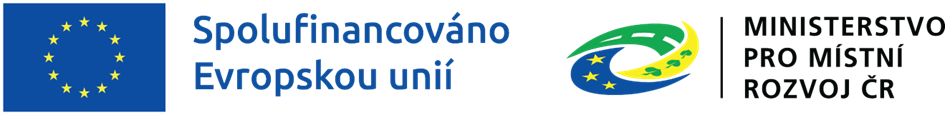 Spolufinancováno
Evropskou unií
MINISTERSTVO
PRO MÍSTNÍ
ROZVOJ ČR